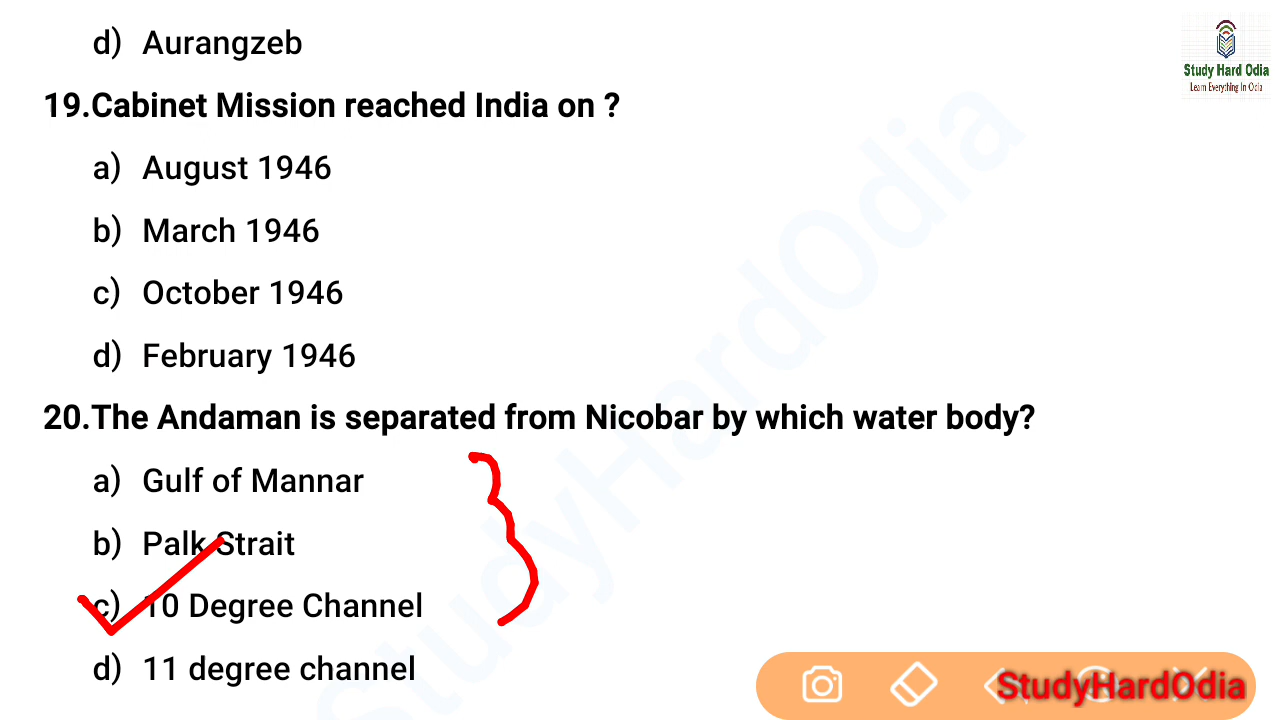 d) Aurangzeb
Study Hard Odia
Learn Everything In Odia
19.Cabinet Mission reached India on ?
a) August 1946
b) March 1946
c) October 1946
d) February 1946
20.The Andaman is separated from Nicobar by which water body?
a) Gulf of Mannar
b) Palk Strait
c) 10 Degree Channel
d) 11 degree channel
StudyHardOdia
StudyHardOdia